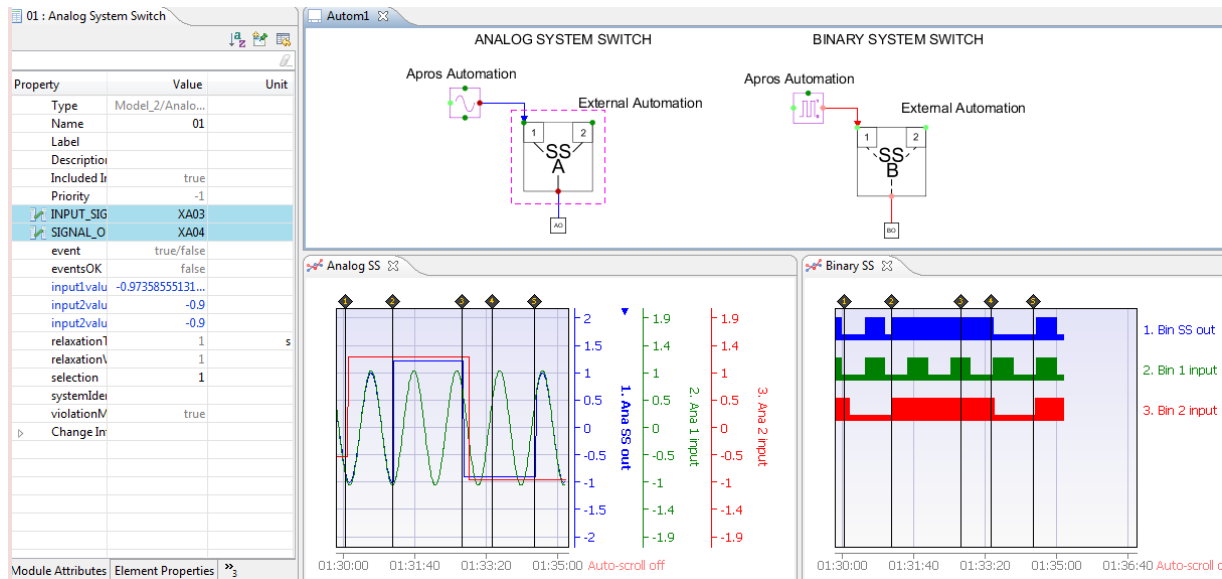 01 : Analog System Switch
Property Value Unit
Type Model_2/Analo...
Name 01
Label
Description
Included In true
Priority -1
INPUT_SIG XA03
SIGNAL_O XA04
event true/false
eventsOK false
input1valu -0.97358555131...
input2valu -0.9
input2valu -0.9
relaxationT 1 s
relaxationV 1
selection 1
systemIder
violationM true
Change In
Module Attributes Element Properties »3
Autom1
ANALOG SYSTEM SWITCH
Apros Automation
External Automation
1 2
SS
A
AO
BINARY SYSTEM SWITCH
Apros Automation
External Automation
1 2
SS
B
BO
Analog SS
1 2 3 4 5
2
1.5
1
0.5
0
-0.5
-1
-1.5
-2
1. Ana SS out
1.9
1.4
1
0.5
0
-0.5
-1
-1.4
-1.9
2. Ana 1 input
1.9
1.4
1
0.5
0
-0.5
-1
-1.4
-1.9
3. Ana 2 input
01:30:00 01:31:40 01:33:20 01:35:00 Auto-scroll off
Binary SS
1 2 3 4 5
1. Bin SS out
2. Bin 1 input
3. Bin 2 input
01:30:00 01:31:40 01:33:20 01:35:00 01:36:40 Auto-scroll o